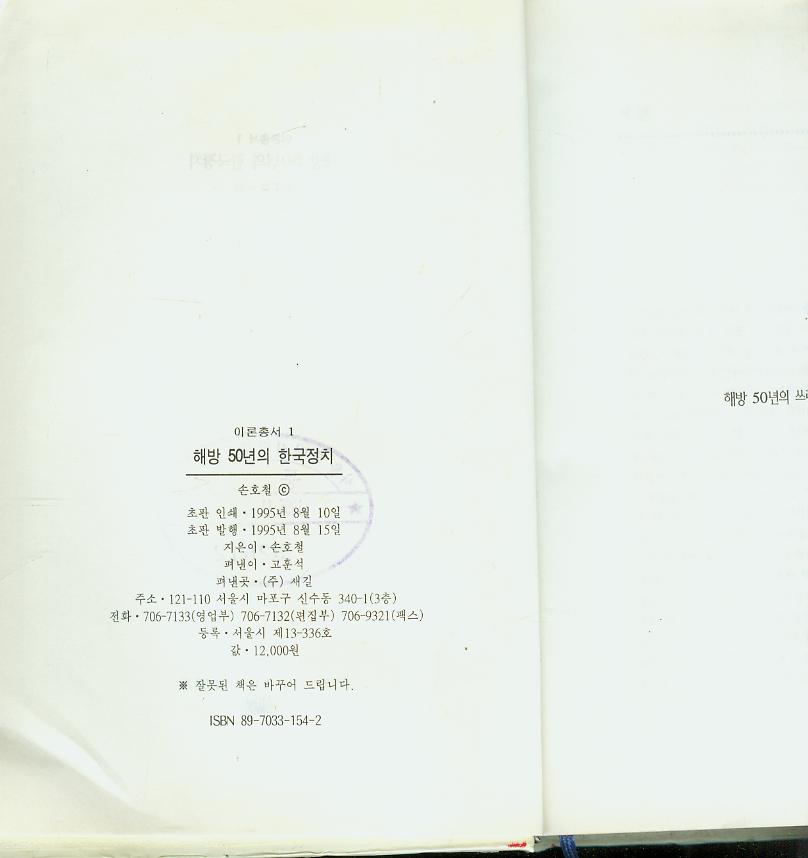 이론총서 1
해방 50년의 한국정치
손호철 ⓒ
초판 인쇄・1995년 8월 10일
초판 발행・1995년 8월 15일
지은이・손호철
펴낸이・고훈석
펴낸곳・(주) 새길
주소・121-110 서울시 마포구 신수동 340-1(3층)
전화・706-7133(영업부) 706-7132(편집부) 706-9321(팩스)
등록・서울시 제13-336호
값・12,000원
※ 잘못된 책은 바꾸어 드립니다.
ISBN 89-7033-154-2
해방 50년의